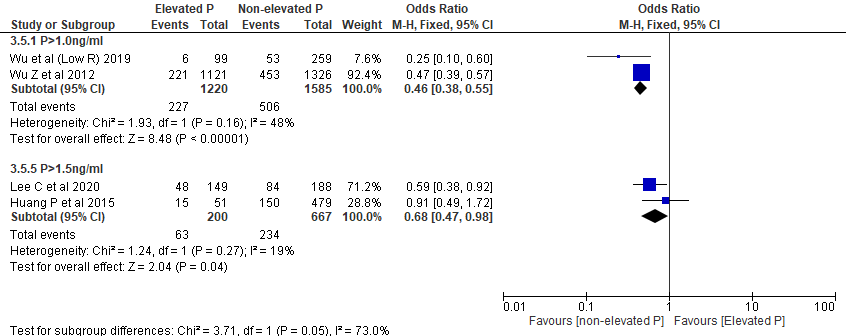 Elevated P Non-elevated P Odds Ratio Odds Ratio
Study or Subgroup Events Total Events Total Weight M-H, Fixed, 95% CI M-H, Fixed, 95% CI
3.5.1 P>1.0ng/ml
Wu et al (Low R) 2019 6 99 53 259 7.6% 0.25 [0.10, 0.60]
Wu Z et al 2012 221 1121 453 1326 92.4% 0.47 [0.39, 0.57]
Subtotal (95% CI) 1220 1585 100.0% 0.46 [0.38, 0.55]
Total events 227 506
Heterogeneity: Chi² = 1.93, df = 1 (P = 0.16); I² = 48%
Test for overall effect: Z = 8.48 (P < 0.00001)
3.5.5 P>1.5ng/ml
Lee C et al 2020 48 149 84 188 71.2% 0.59 [0.38, 0.92]
Huang P et al 2015 15 51 150 479 28.8% 0.91 [0.49, 1.72]
Subtotal (95% CI) 200 667 100.0% 0.68 [0.47, 0.98]
Total events 63 234
Heterogeneity: Chi² = 1.24, df = 1 (P = 0.27); I² = 19%
Test for overall effect: Z = 2.04 (P = 0.04)
0.01 0.1 1 10 100
Favours [non-elevated P] Favours [Elevated P]
Test for subgroup differences: Chi² = 3.71, df = 1 (P = 0.05), I² = 73.0%